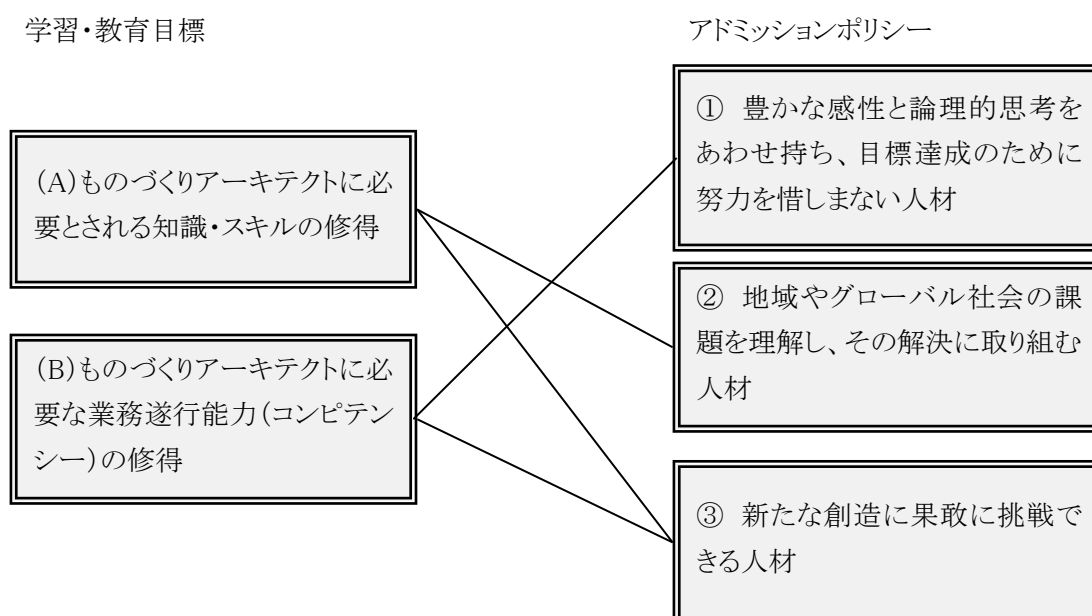 学習・教育目標
(A)ものづくりアーキテクトに必
要とされる知識・スキルの修得
(B)ものづくりアーキテクトに必
要な業務遂行能力(コンピテン
シー)の修得
アドミッションポリシー
① 豊かな感性と論理的思考を
あわせ持ち、目標達成のために
努力を惜しまない人材
② 地域やグローバル社会の課
題を理解し、その解決に取り組む
人材
③ 新たな創造に果敢に挑戦で
きる人材